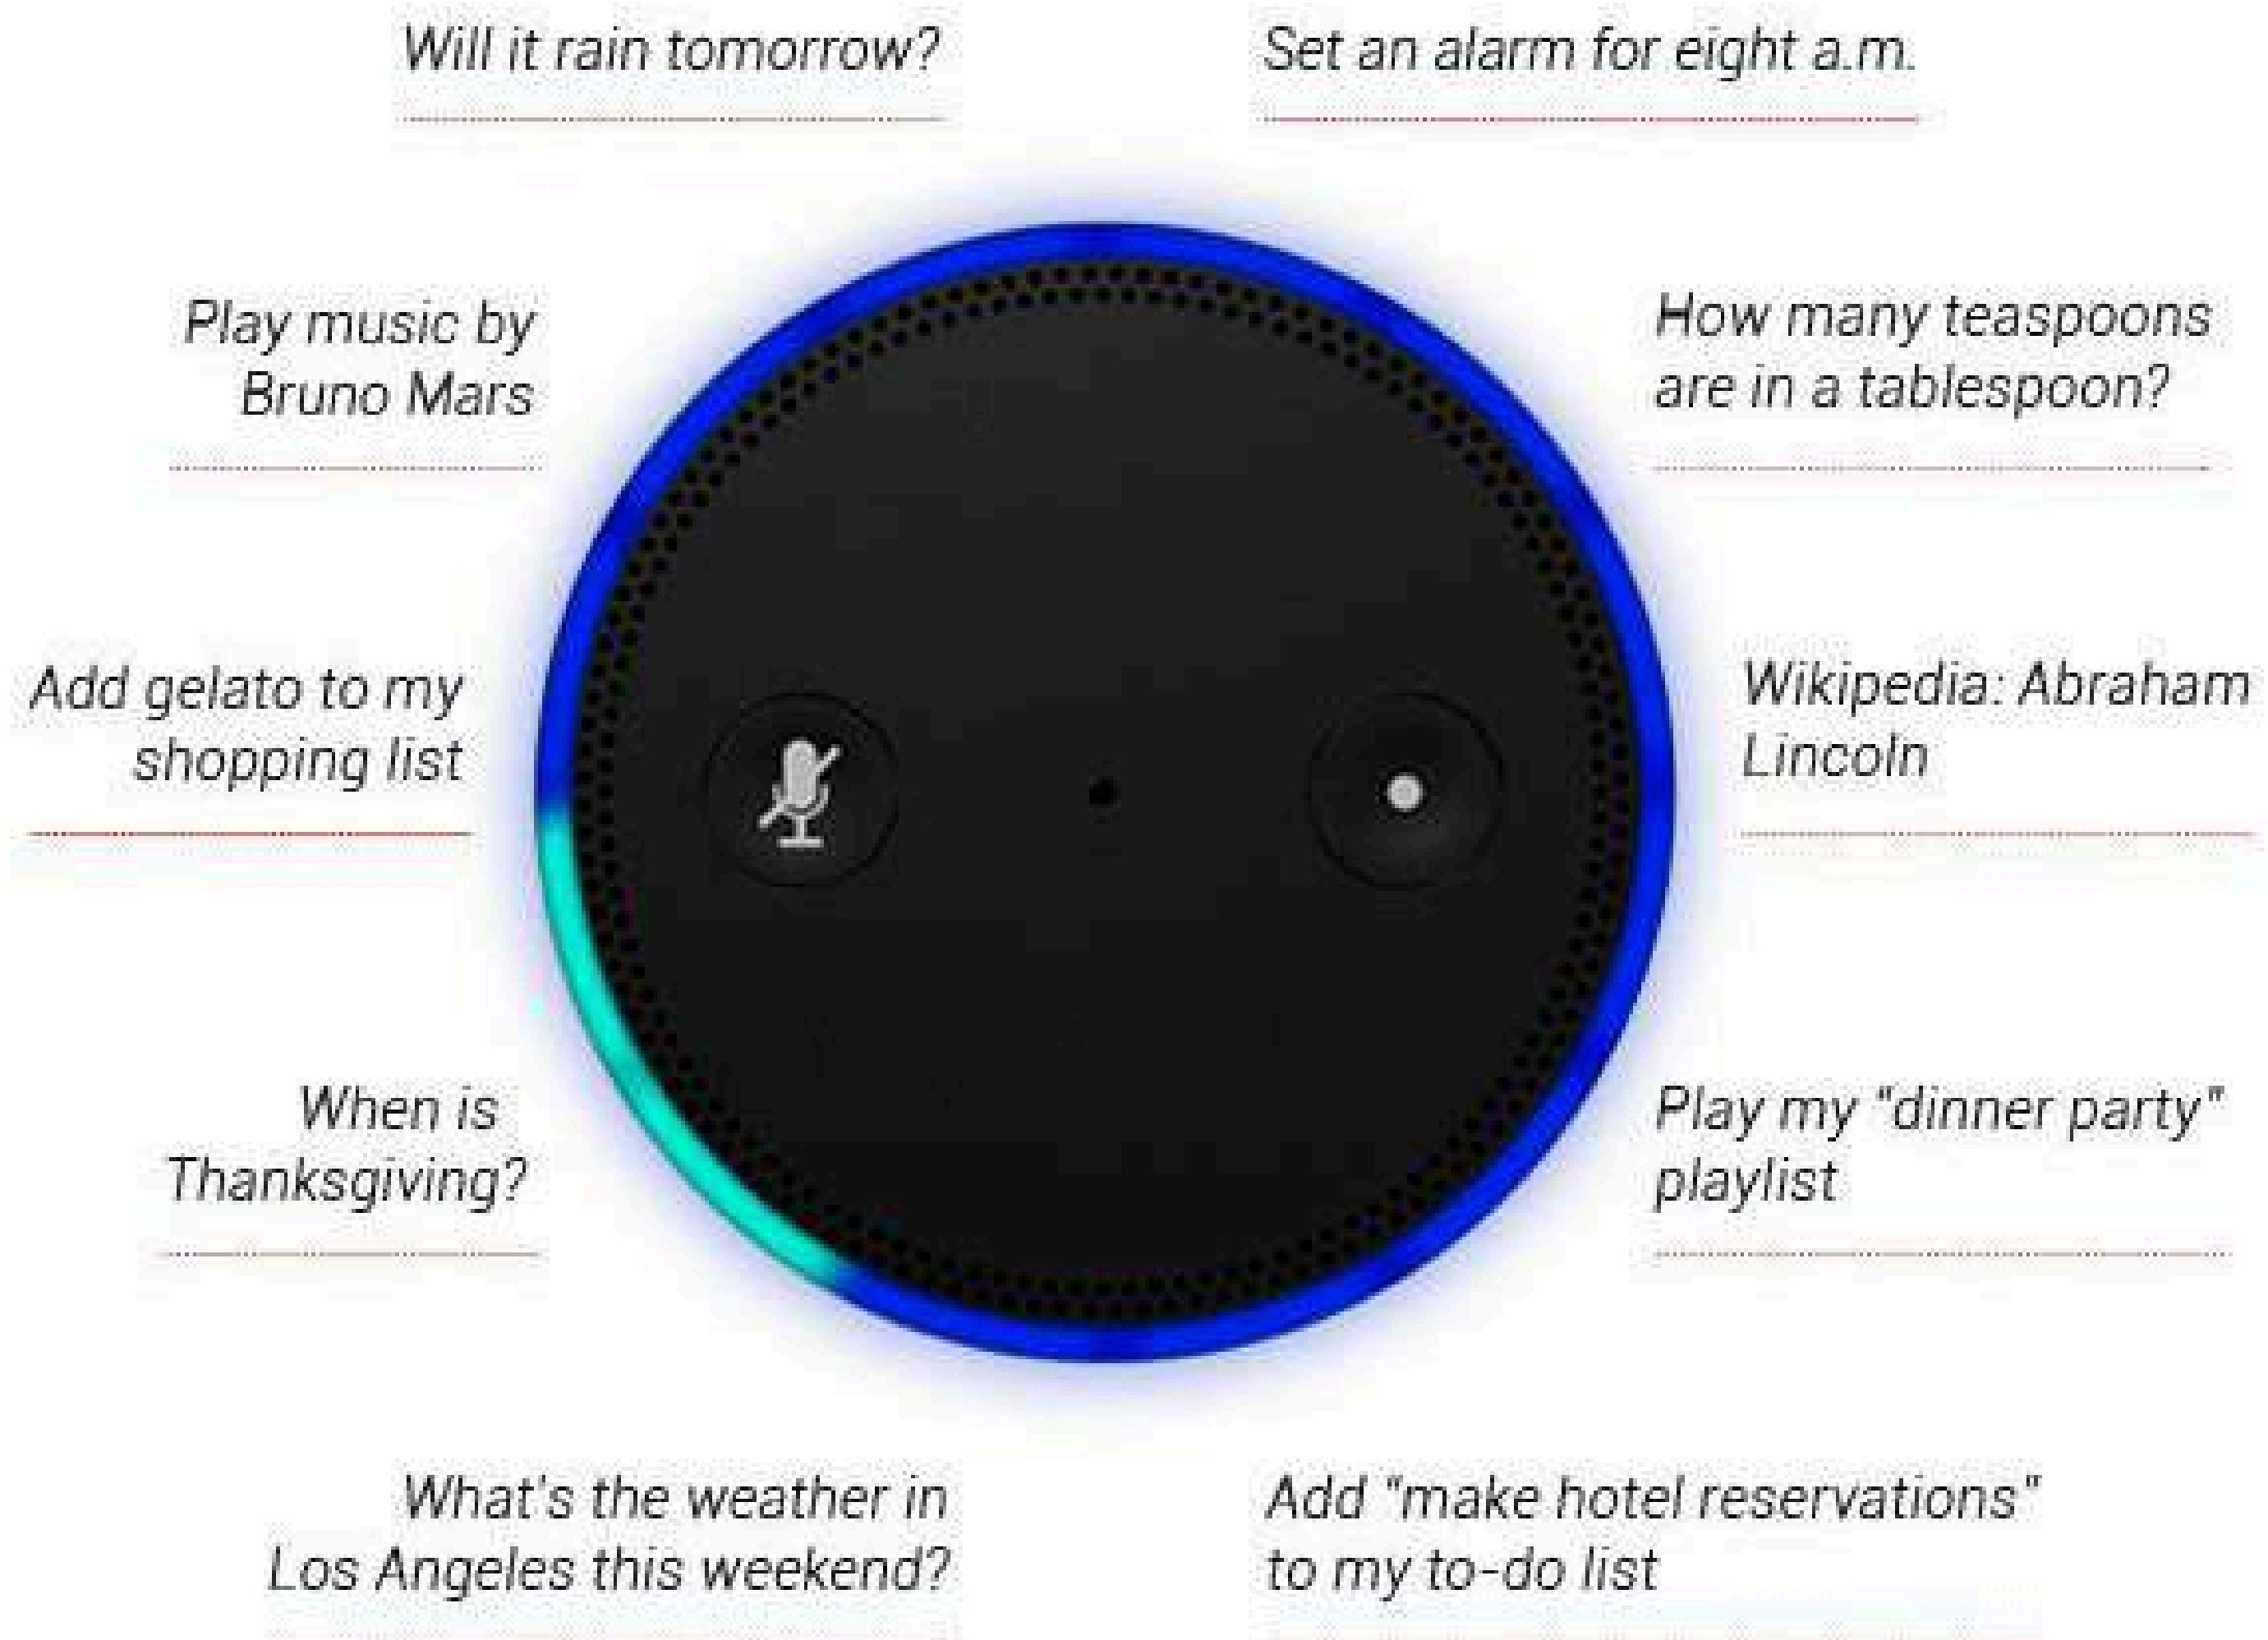 Will it rain tomorrow?
Set an alarm for eight a.m.
Play music by
Bruno Mars
How many teaspoons
are in a tablespoon?
Add gelato to my
shopping list
Wikipedia: Abraham
Lincoln
When is
Thanksgiving?
Play my "dinner party"
playlist
What's the weather in
Los Angeles this weekend?
Add "make hotel reservations"
to my to-do list